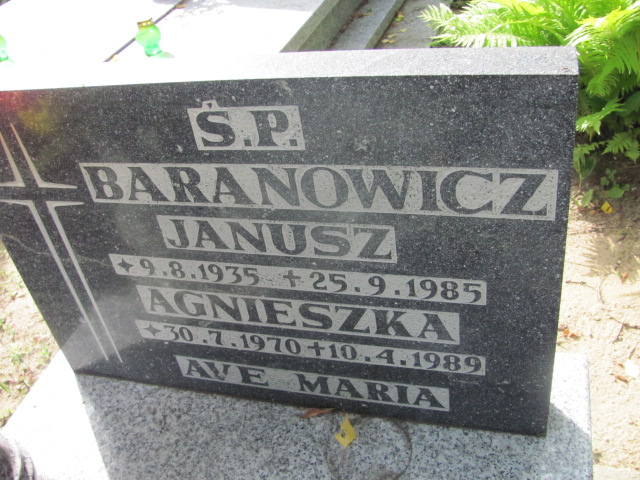 Ś.P.
BARANOWICZ
JANUSZ
✦9.8.1935 ✝25.9.1985
AGNIESZKA
✦30.7.1970✝10.4.1989
AVE MARIA